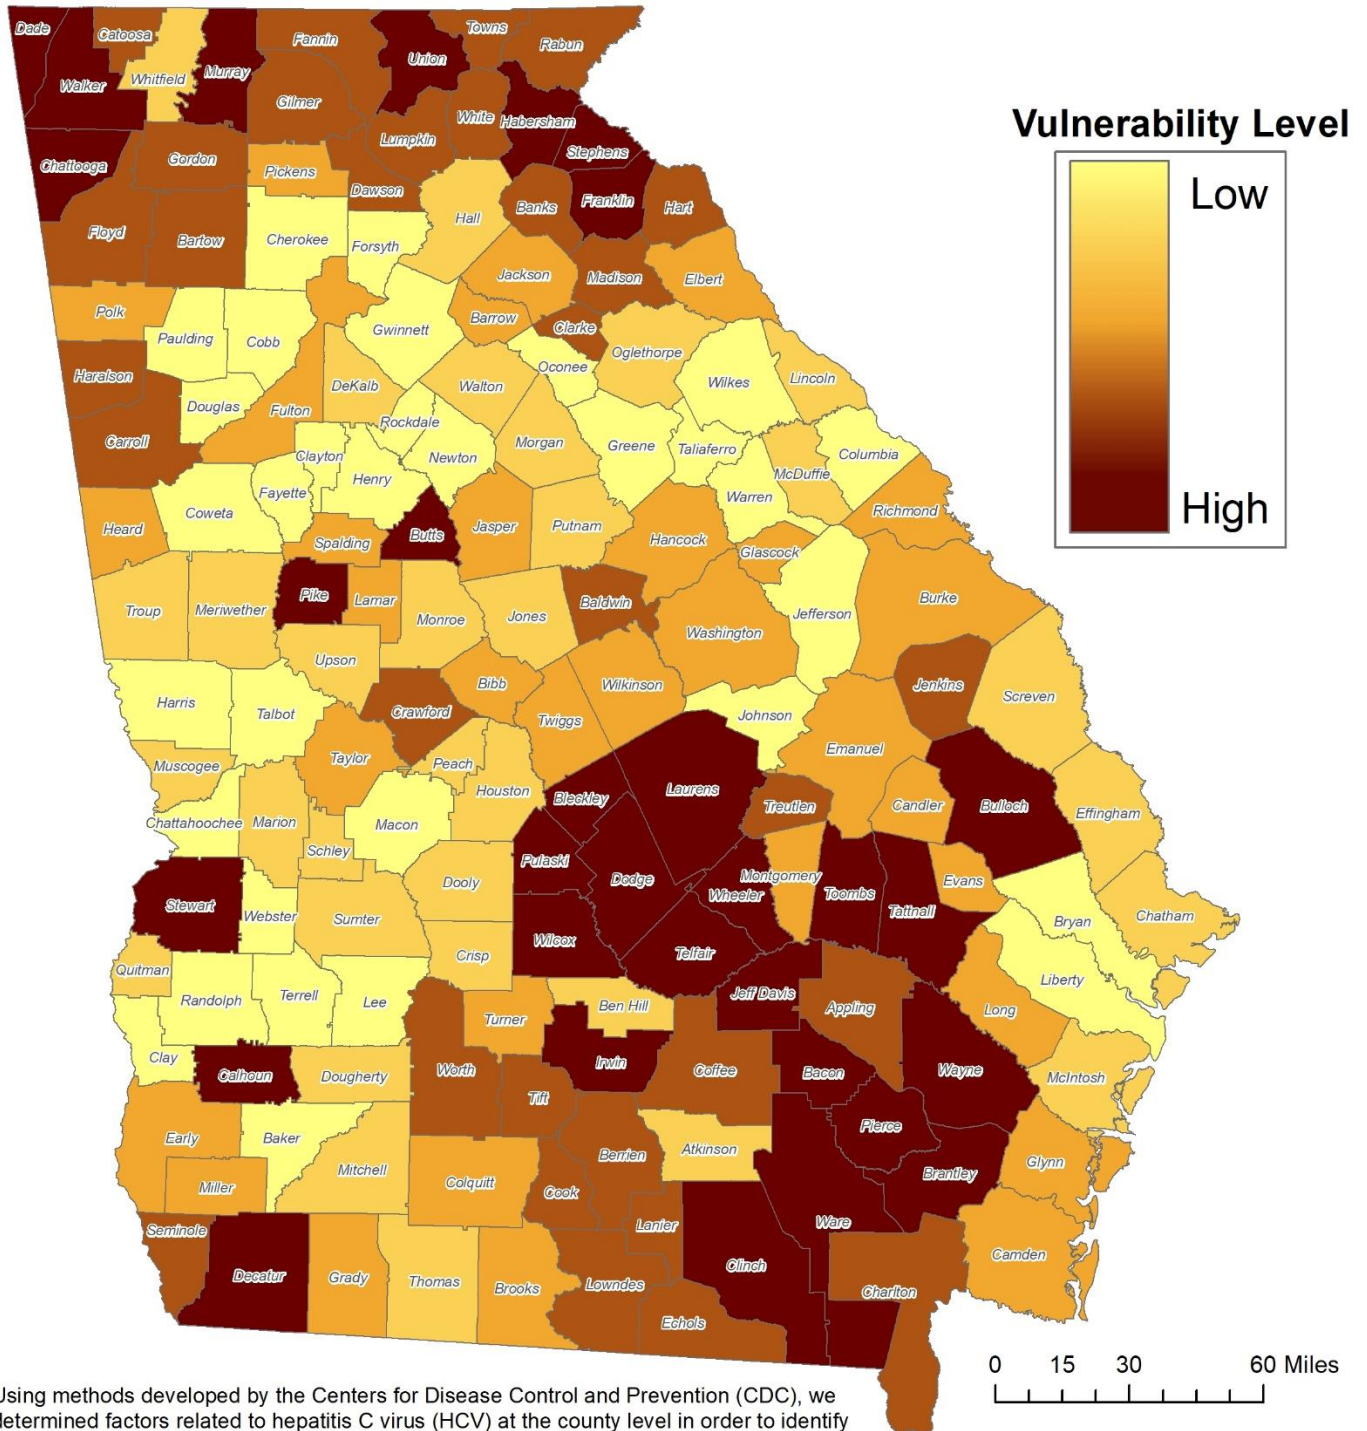 Dade
Catoosa
Fannin
Towns
Rabun
Union
Walker
Whitfield
Murray
Gilmer
White
Habersham
Vulnerability Level
Lumpkin
Stephens
Chattooga
Gordon
Pickens
Dawson
Low
Hall
Banks
Franklin
Hart
Floyd
Bartow
Cherokee
Forsyth
Jackson
Madison
Elbert
Polk
Paulding
Cobb
Gwinnett
Barrow
Clarke
Oglethorpe
Haralson
Oconee
DeKalb
Walton
Wilkes
Lincoln
Douglas
Fulton
Rockdale
Carroll
Clayton
Newton
Morgan
Greene
Taliaferro
Columbia
Henry
McDuffie
Fayette
Warren
High
Heard
Coweta
Spalding
Butts
Jasper
Putnam
Hancock
Richmond
Glascock
Troup
Meriwether
Pike
Lamar
Monroe
Jones
Baldwin
Washington
Jefferson
Burke
Upson
Bibb
Wilkinson
Jenkins
Screven
Harris
Talbot
Crawford
Twiggs
Johnson
Taylor
Peach
Emanuel
Muscogee
Houston
Bleckley
Laurens
Treutlen
Candler
Bulloch
Effingham
Chattahoochee
Marion
Macon
Schley
Pulaski
Dooly
Dodge
Wheeler
Montgomery
Toombs
Evans
Tattnall
Stewart
Webster
Sumter
Bryan
Chatham
Crisp
Wilcox
Telfair
Quitman
Randolph
Terrell
Lee
Turner
Ben Hill
Jeff Davis
Appling
Long
Liberty
Clay
Calhoun
Dougherty
Worth
Tift
Irwin
Coffee
Bacon
Wayne
McIntosh
Early
Baker
Mitchell
Berrien
Atkinson
Pierce
Brantley
Glynn
Miller
Colquitt
Cook
Lanier
Ware
Seminole
Decatur
Grady
Thomas
Brooks
Lowndes
Clinch
Charlton
Camden
Echols
0 15 30 60 Miles
Using methods developed by the Centers for Disease Control and Prevention (CDC), we
determined factors related to hepatitis C virus (HCV) at the county level in order to identify